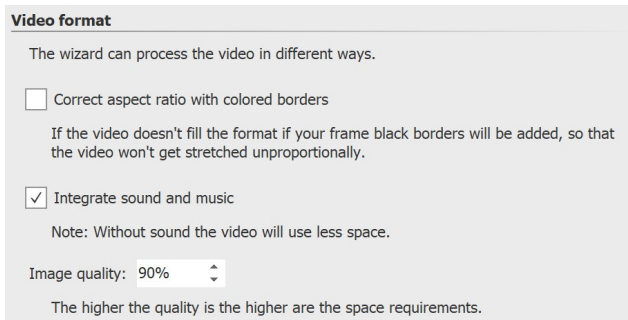 Video format
The wizard can process the video in different ways.
Correct aspect ratio with colored borders
If the video doesn't fill the format if your frame black borders will be added, so that
the video won't get stretched unproportionally.
Integrate sound and music
Note: Without sound the video will use less space.
Image quality: 90%
The higher the quality is the higher are the space requirements.